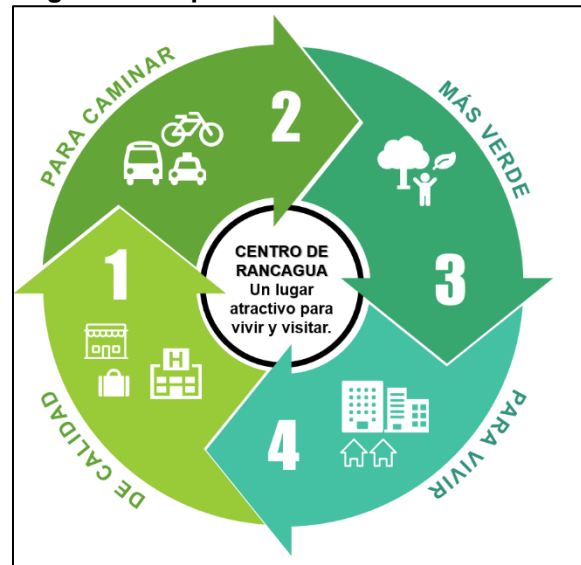 PARA CAMINAR
2
MÁS VERDE
1
CENTRO DE
RANCAGUA
Un lugar
atractivo para
vivir y visitar.
3
H
DE CALIDAD
4
PARA VIVIR